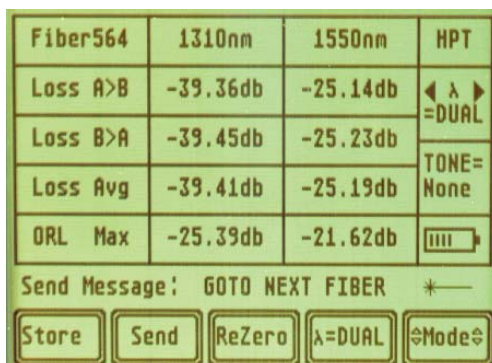 Fiber564 1310nm 1550nm HPT
Loss A>B -39.36db -25.14db ◀ λ ▶
=DUAL
Loss B>A -39.45db -25.23db
TONE=
Loss Avg -39.41db -25.19db None
ORL Max -25.39db -21.62db
Send Message: GOTO NEXT FIBER
Store Send ReZero λ=DUAL ⬍Mode⬍